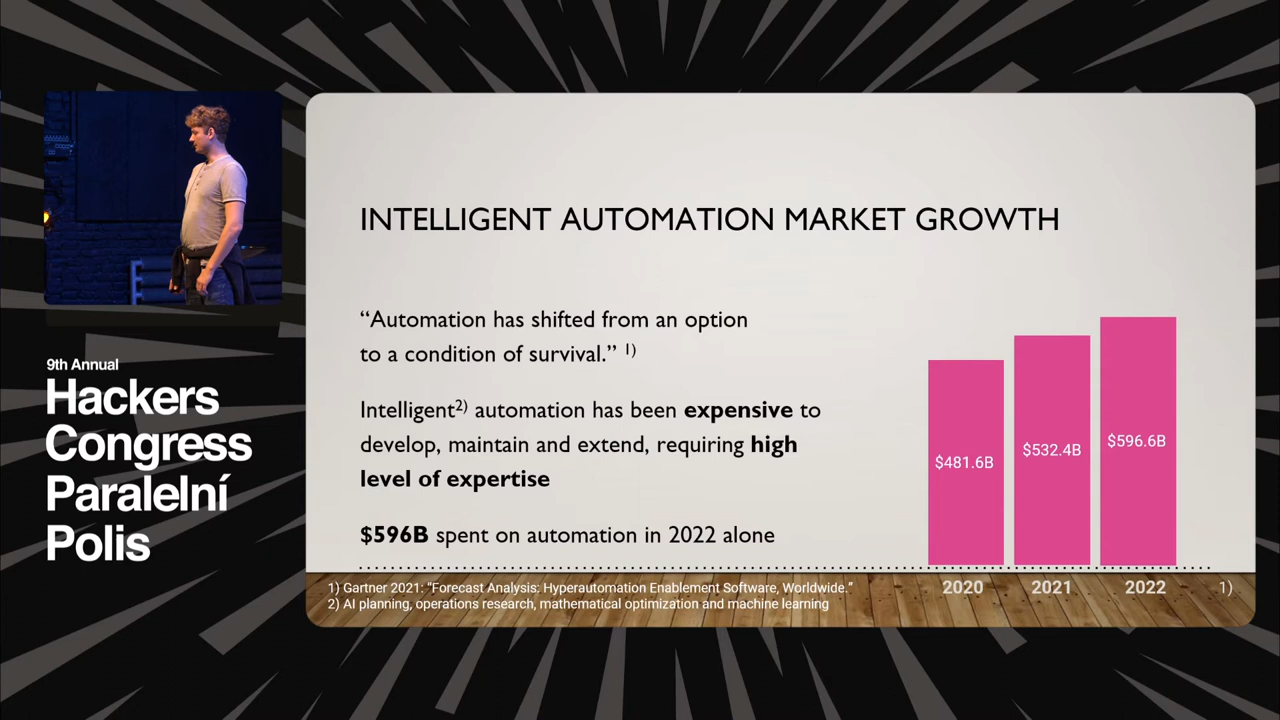 9th Annual
Hackers
Congress
Paralelní
Polis
INTELLIGENT AUTOMATION MARKET GROWTH
“Automation has shifted from an option
to a condition of survival.” 1)
Intelligent2) automation has been expensive to
develop, maintain and extend, requiring high
level of expertise
$596B spent on automation in 2022 alone
$481.6B
$532.4B
$596.6B
2020
2021
2022
1)
1) Gartner 2021: “Forecast Analysis: Hyperautomation Enablement Software, Worldwide.”
2) AI planning, operations research, mathematical optimization and machine learning